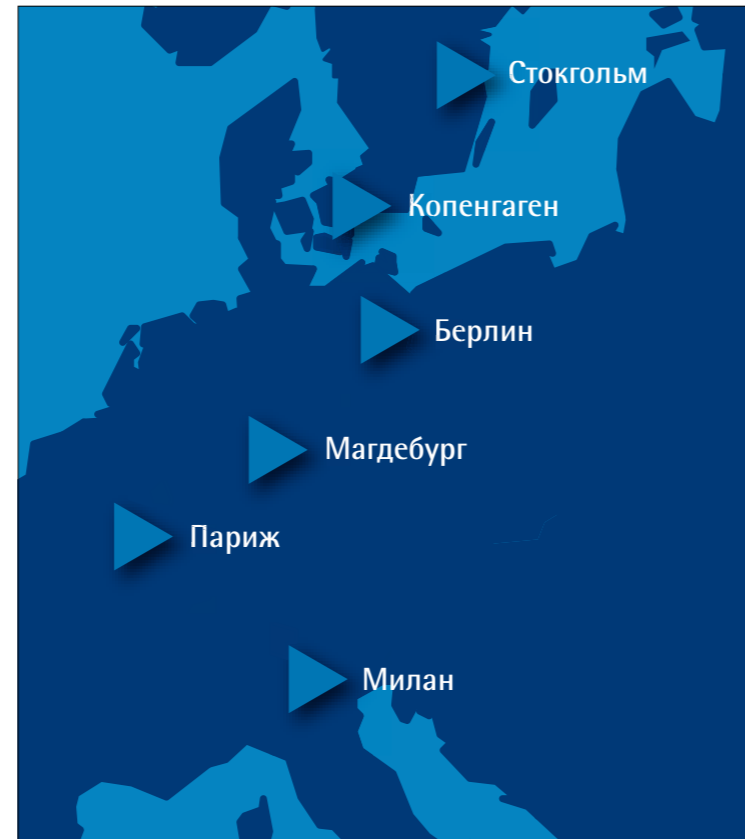 Стокгольм
Копенгаген
Берлин
Магдебург
Париж
Милан